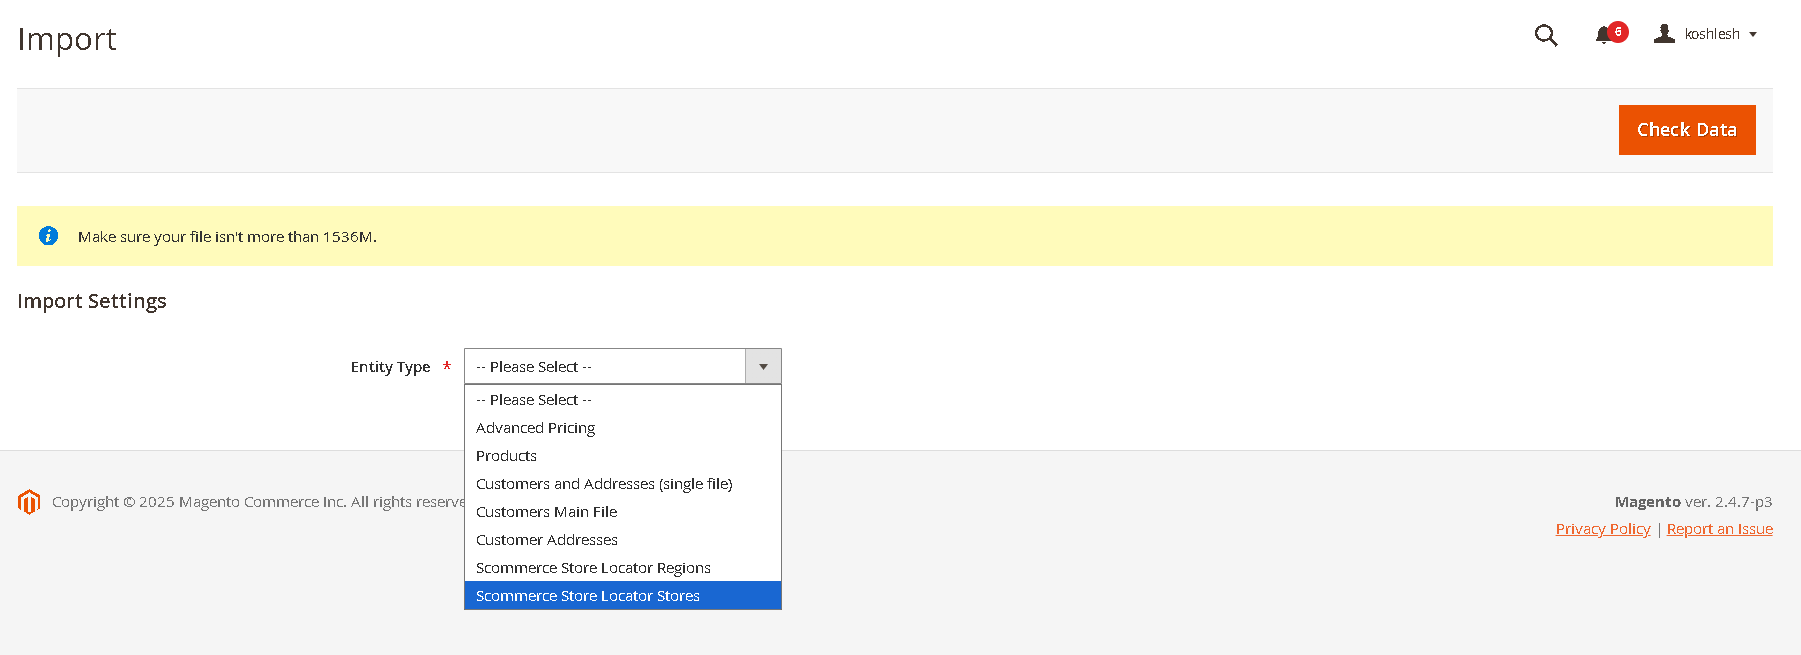 Import
6
koshlesh
Check Data
Make sure your file isn't more than 1536M.
Import Settings
Entity Type *
-- Please Select --
-- Please Select --
Advanced Pricing
Products
Customers and Addresses (single file)
Customers Main File
Customer Addresses
Scommerce Store Locator Regions
Scommerce Store Locator Stores
Copyright © 2025 Magento Commerce Inc. All rights reserve
Magento ver. 2.4.7-p3
Privacy Policy | Report an Issue